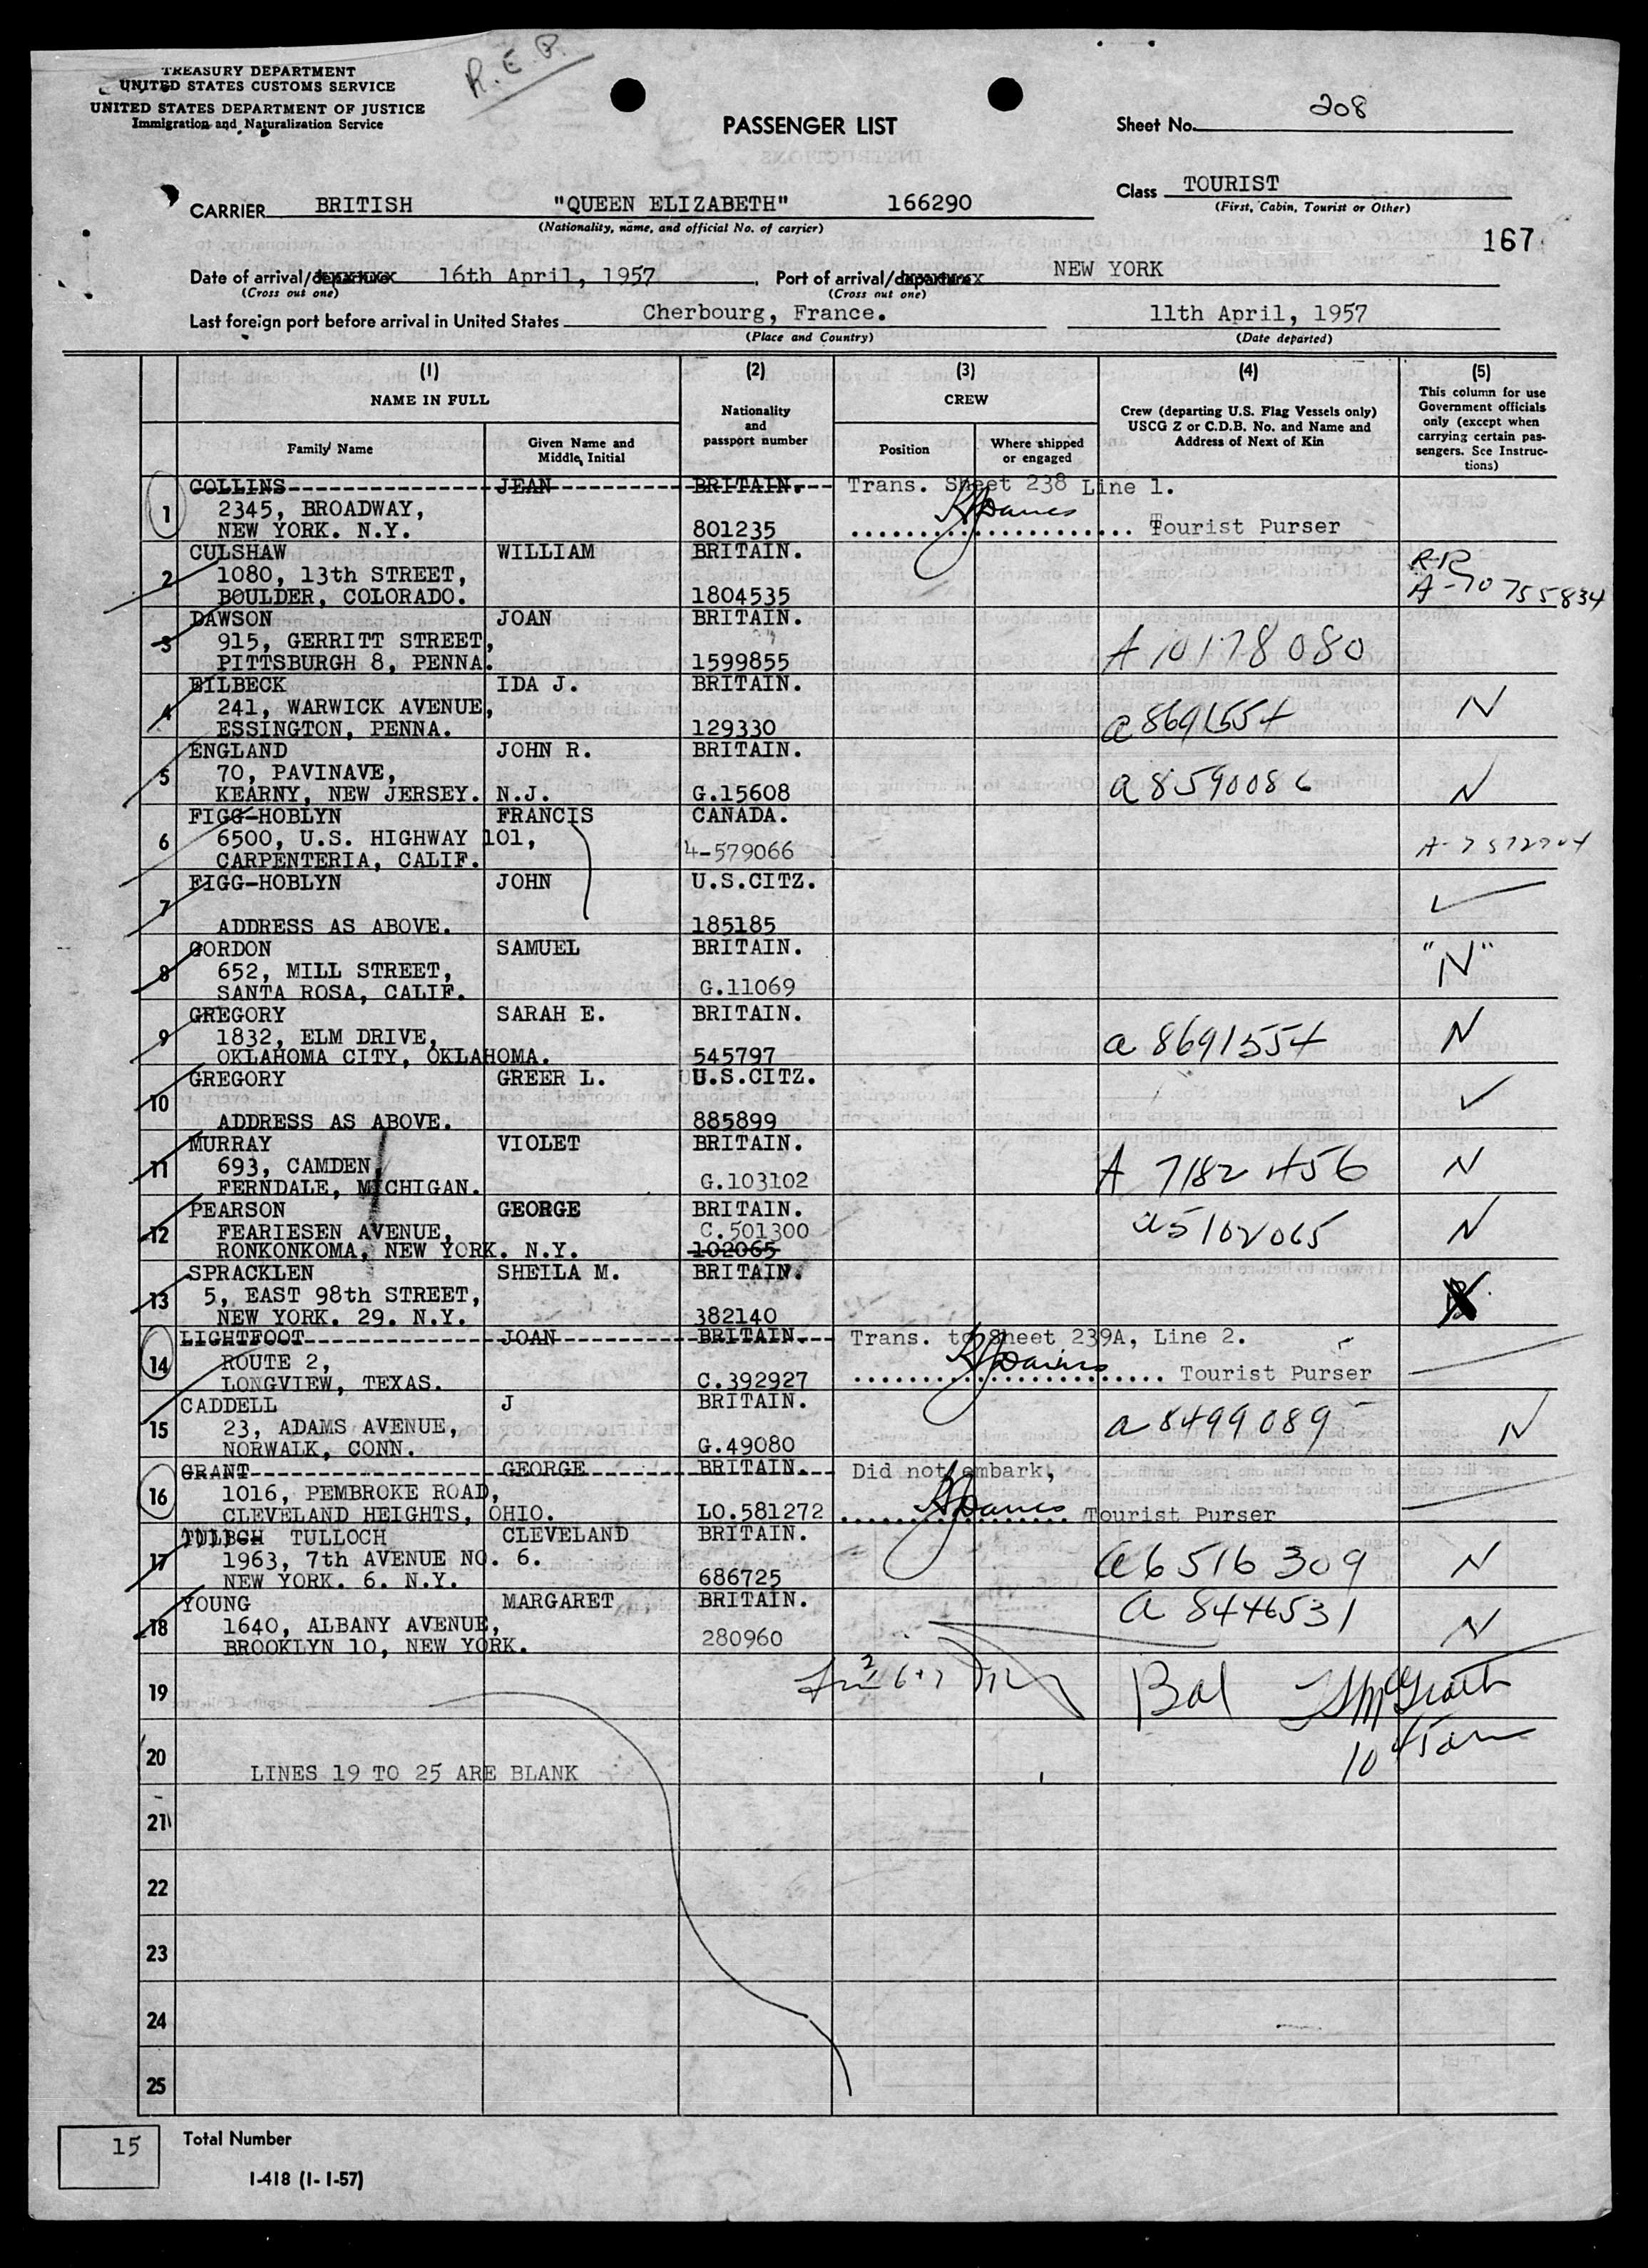 R.E.P.
TREASURY DEPARTMENT
UNITED STATES CUSTOMS SERVICE
UNITED STATES DEPARTMENT OF JUSTICE
Immigration and Naturalization Service
PASSENGER LIST
Sheet No. 208
CARRIER BRITISH "QUEEN ELIZABETH" 166290
(Nationality, name, and official No. of carrier)
Class TOURIST
(First, Cabin, Tourist or Other)
167
Date of arrival/departure 16th April, 1957. Port of arrival/departure NEW YORK
(Cross out one) (Cross out one)
Last foreign port before arrival in United States Cherbourg, France. 11th April, 1957
(Place and Country) (Date departed)
(1) (2) (3) (4) (5)
NAME IN FULL
Family Name
Given Name and Middle Initial
Nationality and passport number
CREW
Position
Where shipped or engaged
Crew (departing U.S. Flag Vessels only) USCG Z or C.D.B. No. and Name and Address of Next of Kin
This column for use Government officials only (except when carrying certain passengers. See Instructions)
1 COLLINS JEAN BRITAIN. Trans. Sheet 238 Line 1.
2345, BROADWAY,
NEW YORK. N.Y. 801235 Tourist Purser
2 CULSHAW WILLIAM BRITAIN.
1080, 13th STREET,
BOULDER, COLORADO. 1804535 A-10755834
3 DAWSON JOAN BRITAIN.
915, GERRITT STREET,
PITTSBURGH 8, PENNA. 1599855 A 10178080
4 EILBECK IDA J. BRITAIN.
241, WARWICK AVENUE, N
ESSINGTON, PENNA. 129330 a 8691554
5 ENGLAND JOHN R. BRITAIN.
70, PAVINAVE,
KEARNY, NEW JERSEY. N.J. G.15608 a 8590086 N
6 FIGG-HOBLYN FRANCIS CANADA.
6500, U.S. HIGHWAY 101,
CARPENTERIA, CALIF. 4-579066
7 FIGG-HOBLYN JOHN U.S.CITZ.
ADDRESS AS ABOVE. 185185
8 GORDON SAMUEL BRITAIN.
652, MILL STREET, "N"
SANTA ROSA, CALIF. G.11069
9 GREGORY SARAH E. BRITAIN.
1832, ELM DRIVE, N
OKLAHOMA CITY, OKLAHOMA. 545797 a 8691554
10 GREGORY GREER L. U.S.CITZ.
ADDRESS AS ABOVE. 885899
11 MURRAY VIOLET BRITAIN.
693, CAMDEN N
FERNDALE, MICHIGAN. G.103102 A 7182456
12 PEARSON GEORGE BRITAIN.
FEARIESEN AVENUE, C.501300 a5102065 N
RONKONKOMA, NEW YORK. N.Y. 102065
13 SPRACKLEN SHEILA M. BRITAIN.
5, EAST 98th STREET,
NEW YORK. 29. N.Y. 382140
14 LIGHTFOOT JOAN BRITAIN. Trans. to Sheet 239A, Line 2.
ROUTE 2,
LONGVIEW, TEXAS. C.392927 Tourist Purser
15 CADDELL J BRITAIN.
23, ADAMS AVENUE, a 8499089 N
NORWALK, CONN. G.49080
16 GRANT GEORGE BRITAIN. Did not embark,
1016, PEMBROKE ROAD,
CLEVELAND HEIGHTS, OHIO. LO.581272 Tourist Purser
17 TULLOCH CLEVELAND BRITAIN.
1963, 7th AVENUE NO. 6. a6516309 N
NEW YORK. 6. N.Y. 686725
18 YOUNG MARGARET BRITAIN. a 8446531
1640, ALBANY AVENUE, N
BROOKLYN 10, NEW YORK. 280960
19 Bal
20
LINES 19 TO 25 ARE BLANK
21
22
23
24
25
15 Total Number
I-418 (1-1-57)